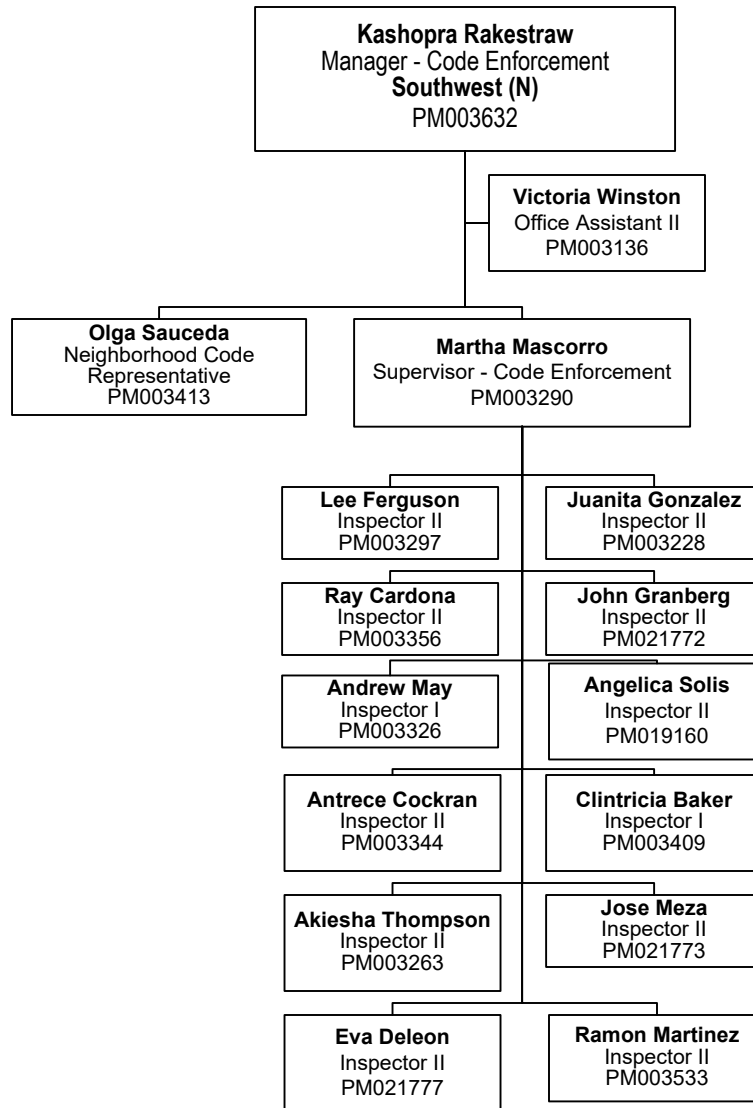 Kashopra Rakestraw
Manager - Code Enforcement
Southwest (N)
PM003632
Victoria Winston
Office Assistant II
PM003136
Olga Sauceda
Neighborhood Code
Representative
PM003413
Martha Mascorro
Supervisor - Code Enforcement
PM003290
Lee Ferguson
Inspector II
PM003297
Juanita Gonzalez
Inspector II
PM003228
Ray Cardona
Inspector II
PM003356
John Granberg
Inspector II
PM021772
Andrew May
Inspector I
PM003326
Angelica Solis
Inspector II
PM019160
Antrece Cockran
Inspector II
PM003344
Clintricia Baker
Inspector I
PM003409
Akiesha Thompson
Inspector II
PM003263
Jose Meza
Inspector II
PM021773
Eva Deleon
Inspector II
PM021777
Ramon Martinez
Inspector II
PM003533